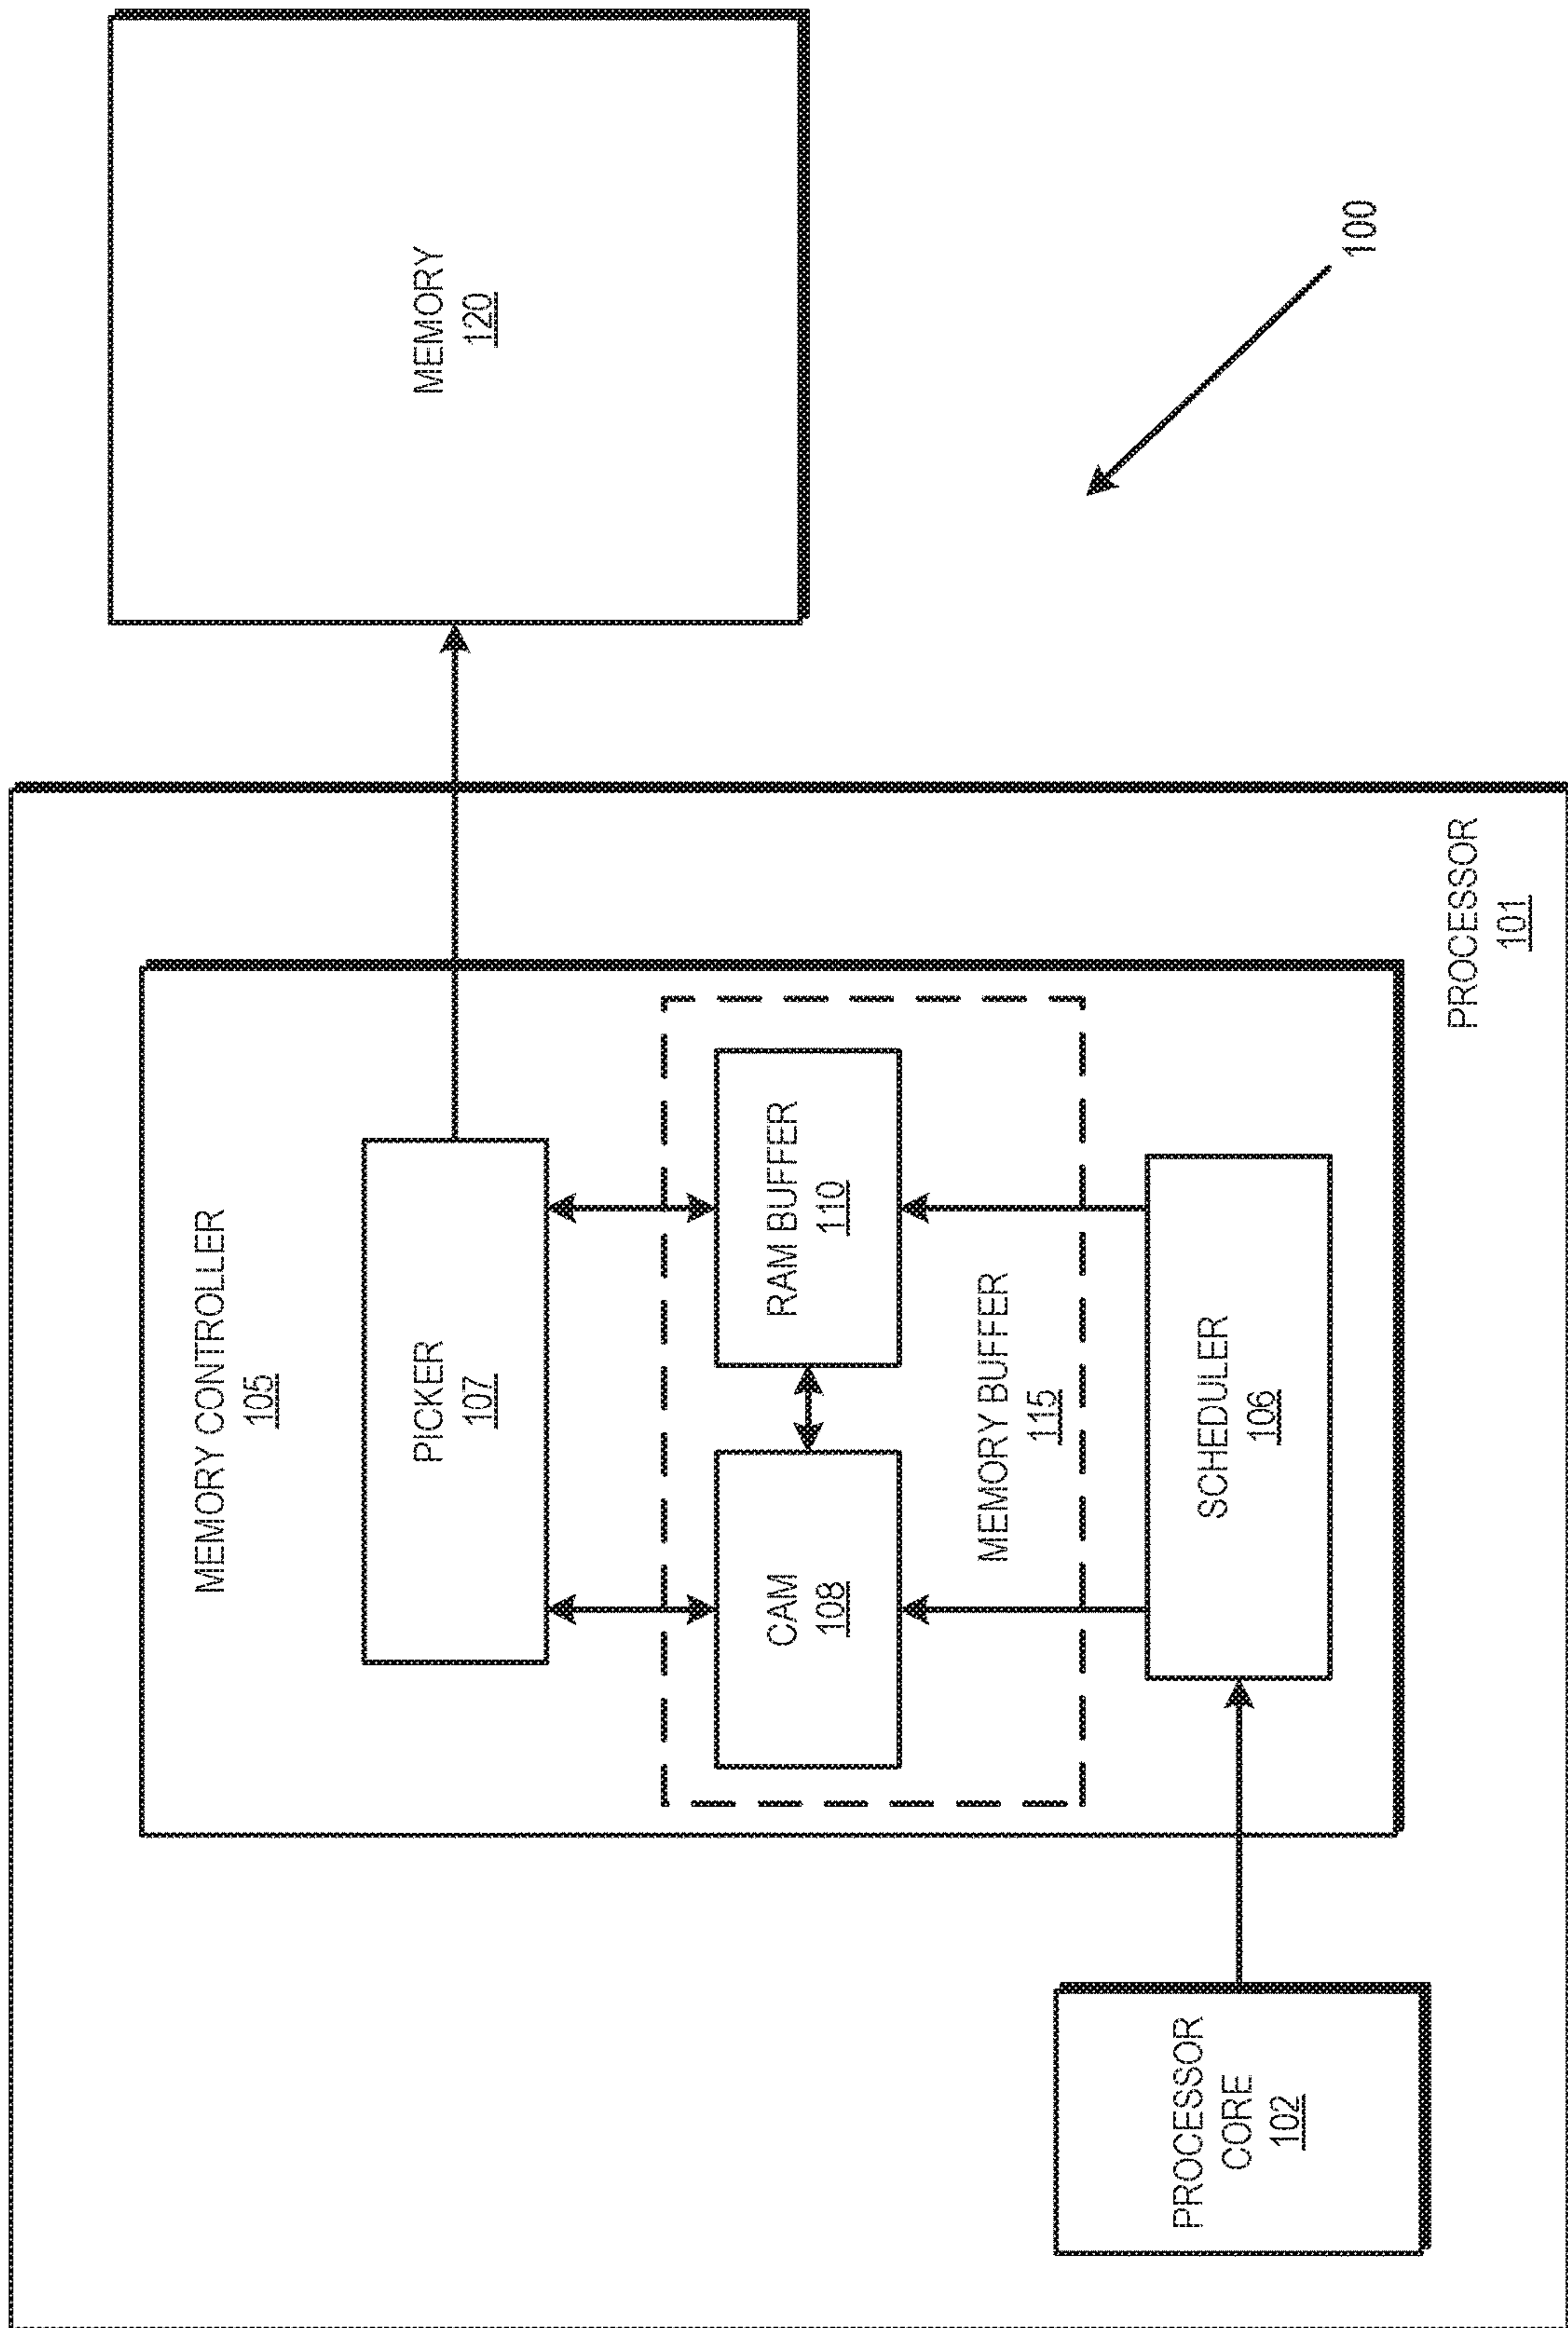 MEMORY CONTROLLER
105
PICKER
107
CAM
108
RAM BUFFER
110
MEMORY BUFFER
115
SCHEDULER
106
PROCESSOR
CORE
102
PROCESSOR
101
MEMORY
120
100